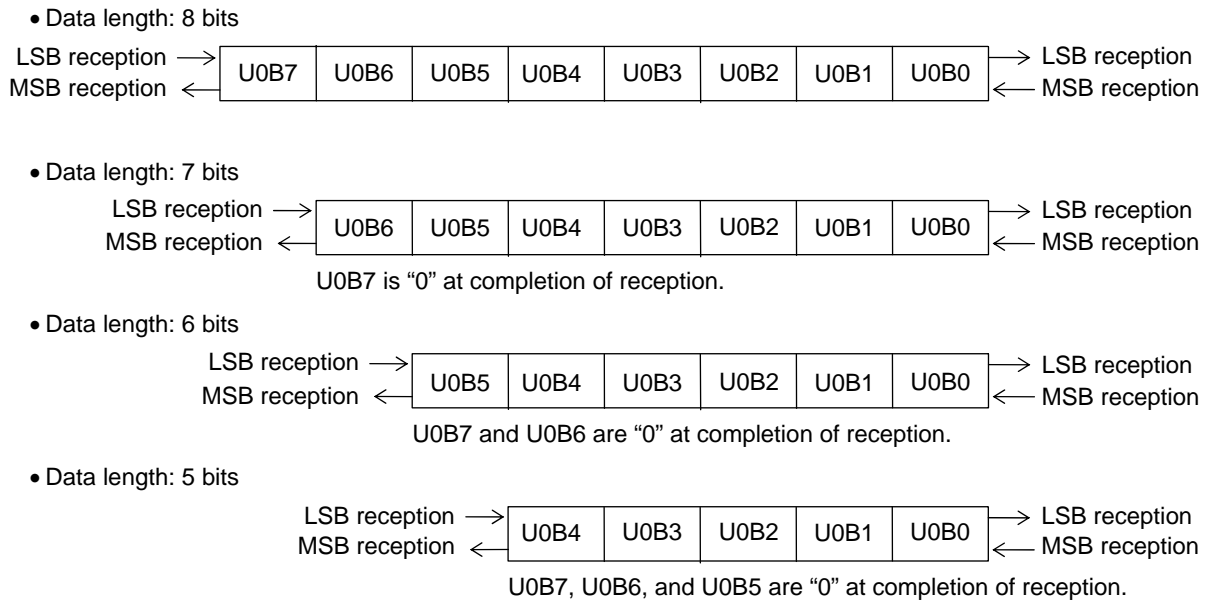 • Data length: 8 bits
LSB reception
MSB reception
U0B7 U0B6 U0B5 U0B4 U0B3 U0B2 U0B1 U0B0
LSB reception
MSB reception
• Data length: 7 bits
LSB reception
MSB reception
U0B6 U0B5 U0B4 U0B3 U0B2 U0B1 U0B0
LSB reception
MSB reception
U0B7 is “0” at completion of reception.
• Data length: 6 bits
LSB reception
MSB reception
U0B5 U0B4 U0B3 U0B2 U0B1 U0B0
LSB reception
MSB reception
U0B7 and U0B6 are “0” at completion of reception.
• Data length: 5 bits
LSB reception
MSB reception
U0B4 U0B3 U0B2 U0B1 U0B0
LSB reception
MSB reception
U0B7, U0B6, and U0B5 are “0” at completion of reception.